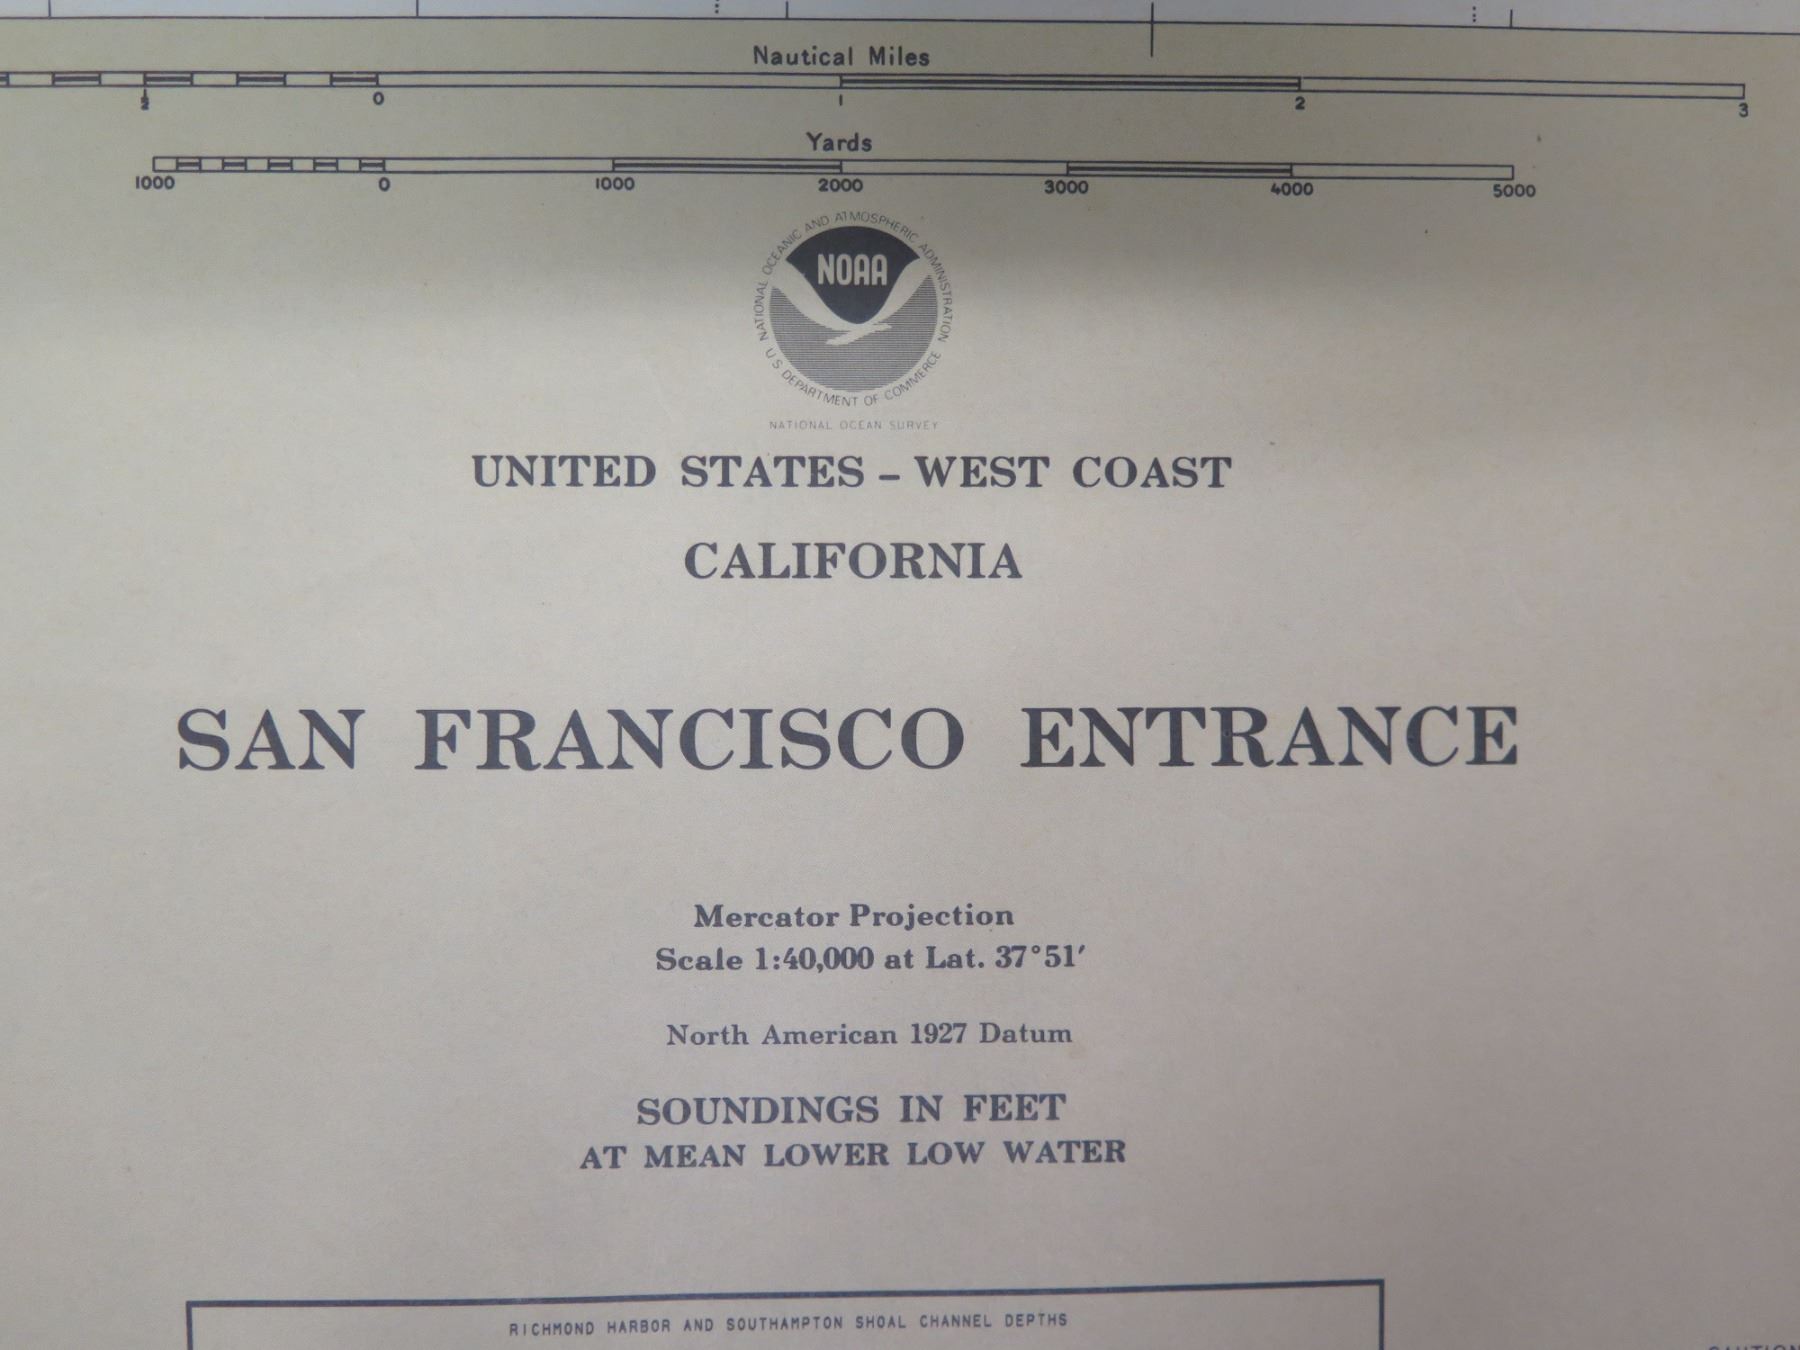 Nautical Miles
½ 0 1 2 3
Yards
1000 0 1000 2000 3000 4000 5000
NATIONAL OCEANIC AND ATMOSPHERIC ADMINISTRATION
NOAA
U.S. DEPARTMENT OF COMMERCE
NATIONAL OCEAN SURVEY
UNITED STATES – WEST COAST
CALIFORNIA
SAN FRANCISCO ENTRANCE
Mercator Projection
Scale 1:40,000 at Lat. 37°51′
North American 1927 Datum
SOUNDINGS IN FEET
AT MEAN LOWER LOW WATER
RICHMOND HARBOR AND SOUTHAMPTON SHOAL CHANNEL DEPTHS